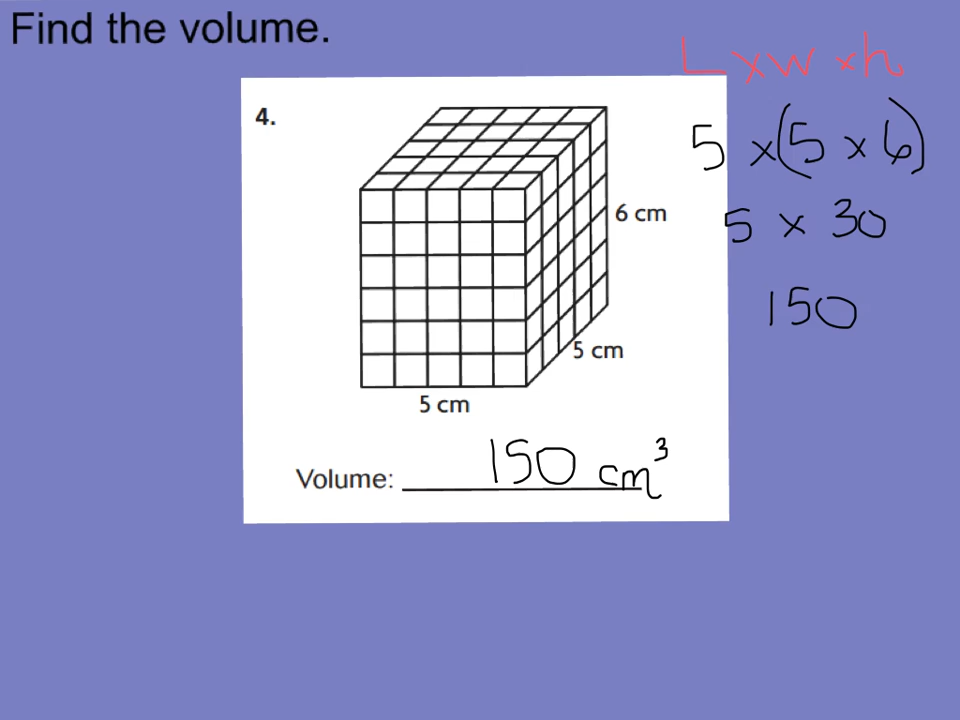 Find the volume.
L x w x h
4.
5 x (5 x 6)
6 cm
5 x 30
150
5 cm
5 cm
Volume: 150 cm³